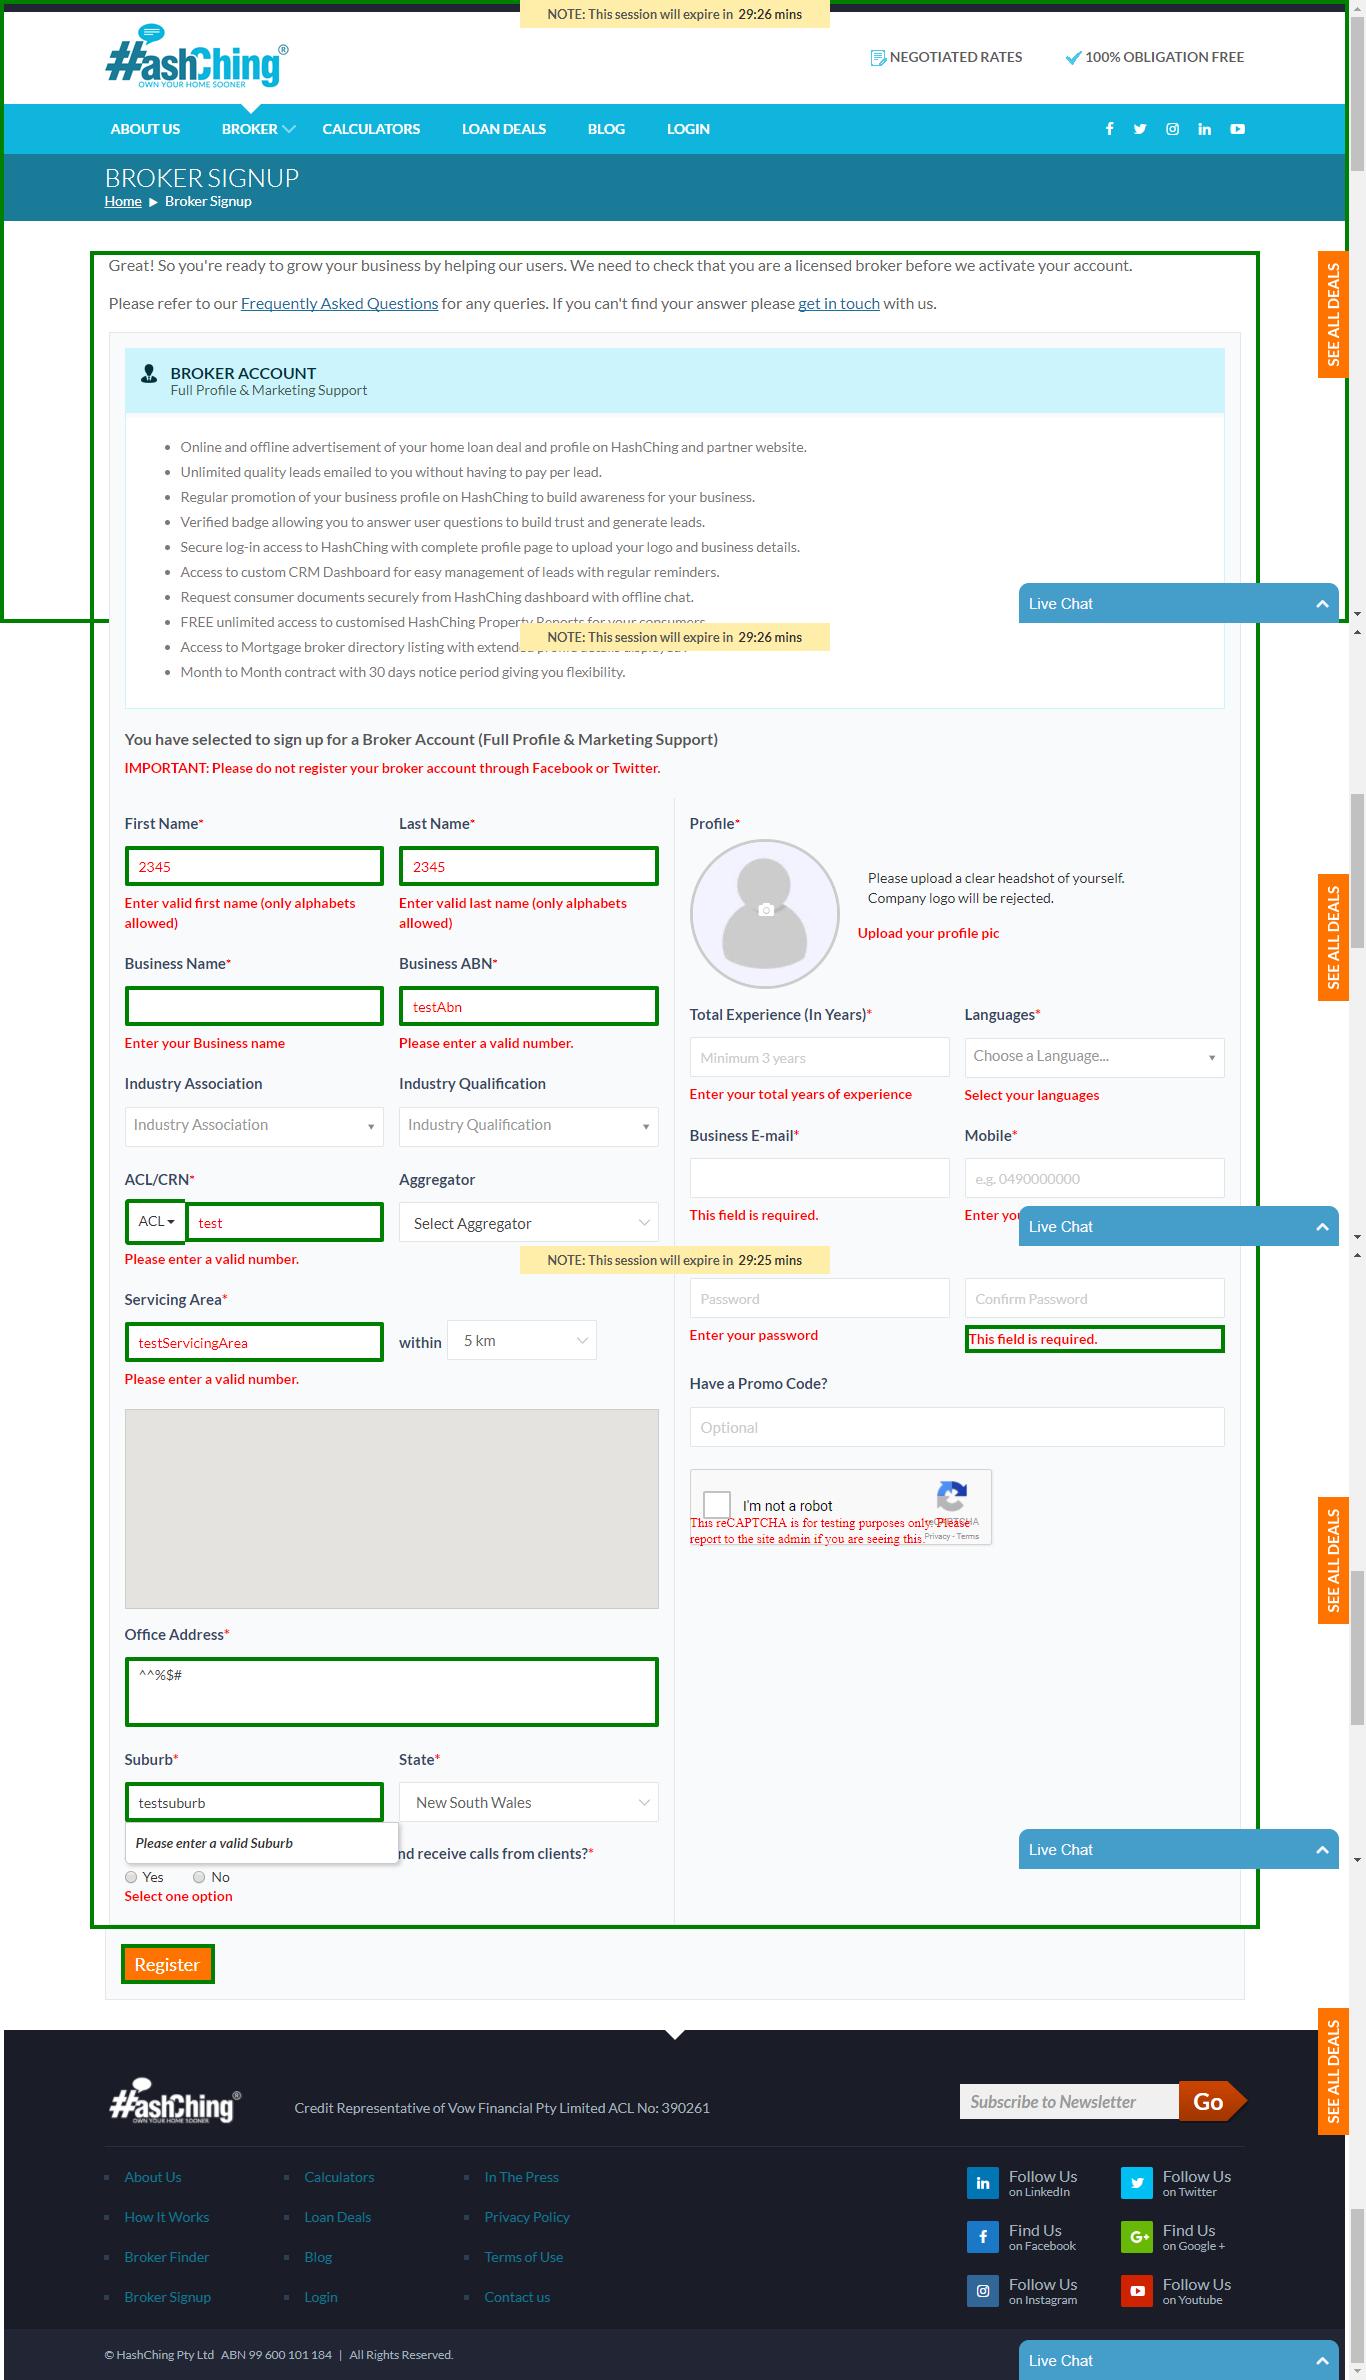 NOTE: This session will expire in 29:26 mins
#ashChing®
OWN YOUR HOME SOONER
NEGOTIATED RATES
100% OBLIGATION FREE
ABOUT US BROKER CALCULATORS LOAN DEALS BLOG LOGIN
BROKER SIGNUP
Home ▶ Broker Signup
Great! So you're ready to grow your business by helping our users. We need to check that you are a licensed broker before we activate your account.
Please refer to our Frequently Asked Questions for any queries. If you can't find your answer please get in touch with us.
SEE ALL DEALS
BROKER ACCOUNT
Full Profile & Marketing Support
• Online and offline advertisement of your home loan deal and profile on HashChing and partner website.
• Unlimited quality leads emailed to you without having to pay per lead.
• Regular promotion of your business profile on HashChing to build awareness for your business.
• Verified badge allowing you to answer user questions to build trust and generate leads.
• Secure log-in access to HashChing with complete profile page to upload your logo and business details.
• Access to custom CRM Dashboard for easy management of leads with regular reminders.
• Request consumer documents securely from HashChing dashboard with offline chat.
Live Chat
• FREE unlimited access to customised HashChing Property Reports for your consumers.
NOTE: This session will expire in 29:26 mins
• Access to Mortgage broker directory listing with extended
• Month to Month contract with 30 days notice period giving you flexibility.
You have selected to sign up for a Broker Account (Full Profile & Marketing Support)
IMPORTANT: Please do not register your broker account through Facebook or Twitter.
First Name*
2345
Enter valid first name (only alphabets
allowed)
Last Name*
2345
Enter valid last name (only alphabets
allowed)
Profile*
Please upload a clear headshot of yourself.
Company logo will be rejected.
Upload your profile pic
SEE ALL DEALS
Business Name*
Enter your Business name
Business ABN*
testAbn
Please enter a valid number.
Total Experience (In Years)*
Minimum 3 years
Enter your total years of experience
Languages*
Choose a Language...
Select your languages
Industry Association
Industry Association
Industry Qualification
Industry Qualification
Business E-mail*
This field is required.
Mobile*
e.g. 0490000000
Enter you
Live Chat
ACL/CRN*
ACL
test
Please enter a valid number.
Aggregator
Select Aggregator
NOTE: This session will expire in 29:25 mins
Servicing Area*
testServicingArea
within 5 km
Please enter a valid number.
Password
Enter your password
Confirm Password
This field is required.
Have a Promo Code?
Optional
I'm not a robot
reCAPTCHA
Privacy - Terms
This reCAPTCHA is for testing purposes only. Please
report to the site admin if you are seeing this.
SEE ALL DEALS
Office Address*
^^%$#
Suburb*
testsuburb
Please enter a valid Suburb
State*
New South Wales
nd receive calls from clients?*
Yes No
Select one option
Live Chat
Register
SEE ALL DEALS
#ashChing®
OWN YOUR HOME SOONER
Credit Representative of Vow Financial Pty Limited ACL No: 390261
Subscribe to Newsletter
Go
About Us
How It Works
Broker Finder
Broker Signup
Calculators
Loan Deals
Blog
Login
In The Press
Privacy Policy
Terms of Use
Contact us
Follow Us
on LinkedIn
Follow Us
on Twitter
Find Us
on Facebook
Find Us
on Google +
Follow Us
on Instagram
Follow Us
on Youtube
© HashChing Pty Ltd ABN 99 600 101 184 | All Rights Reserved.
Live Chat